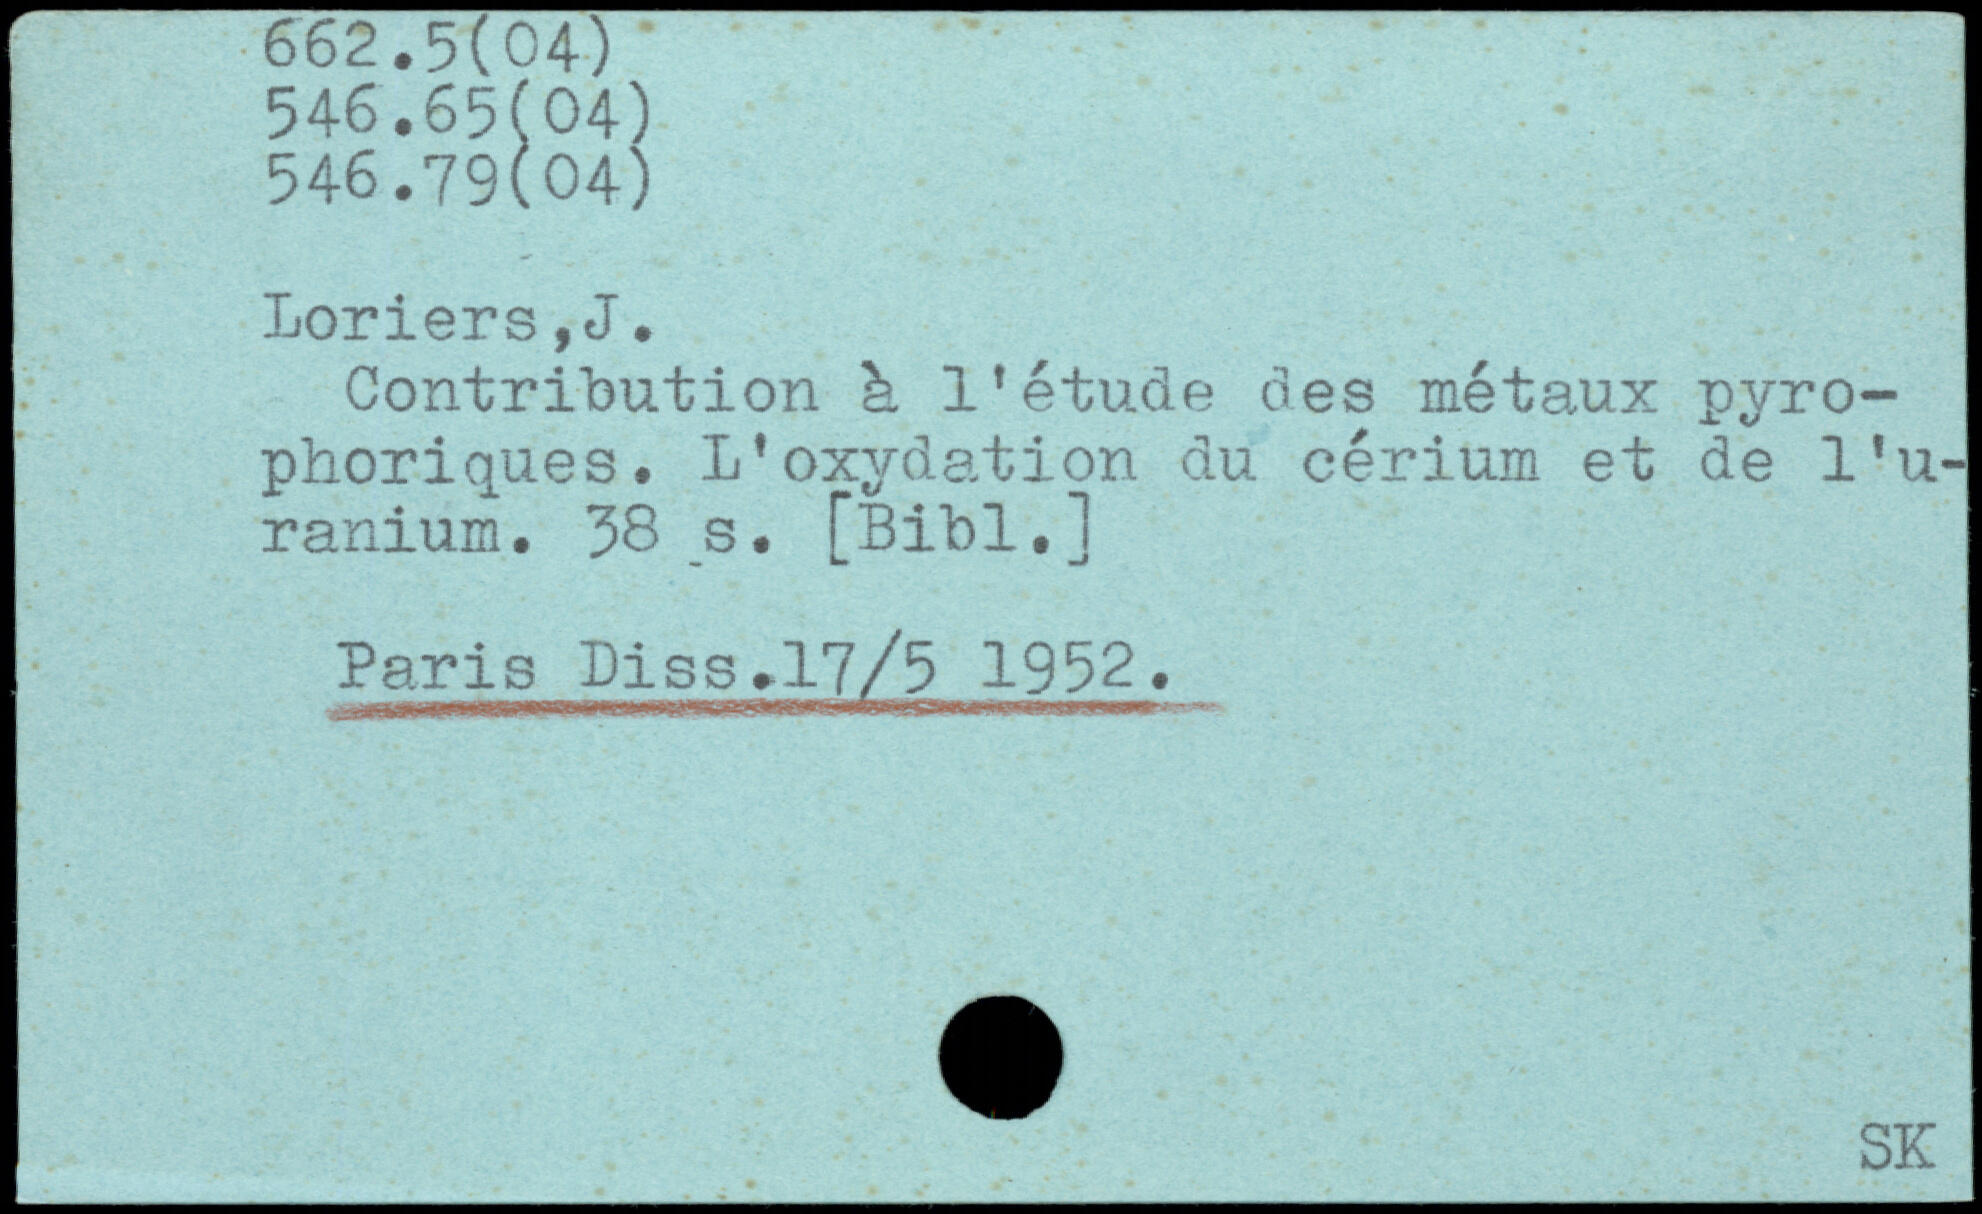 662.5(04)
546.65(04)
546.79(04)
Loriers,J.
Contribution à l'étude des métaux pyro-
phoriques. L'oxydation du cérium et de l'u-
ranium. 38 s. [Bibl.]
Paris Diss.17/5 1952.
SK